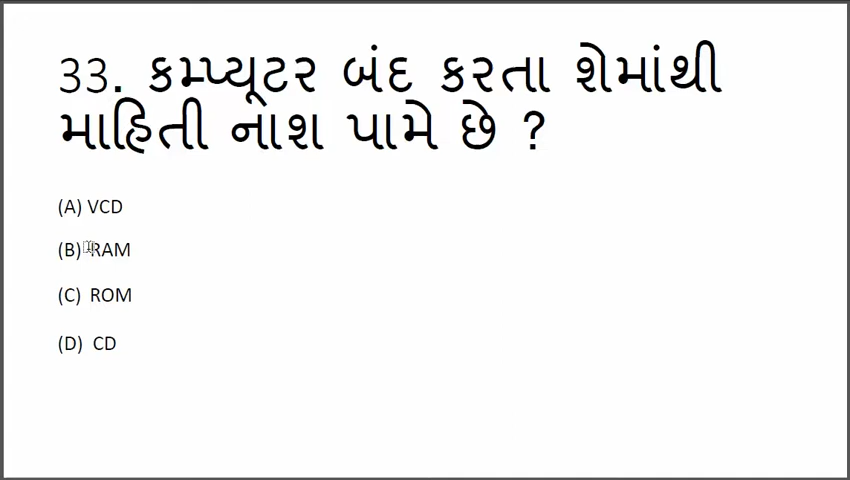 33. કમ્પ્યૂટર બંદ કરતા શેમાંથી
માહિતી નાશ પામે છે ?
(A) VCD
(B) RAM
(C) ROM
(D) CD